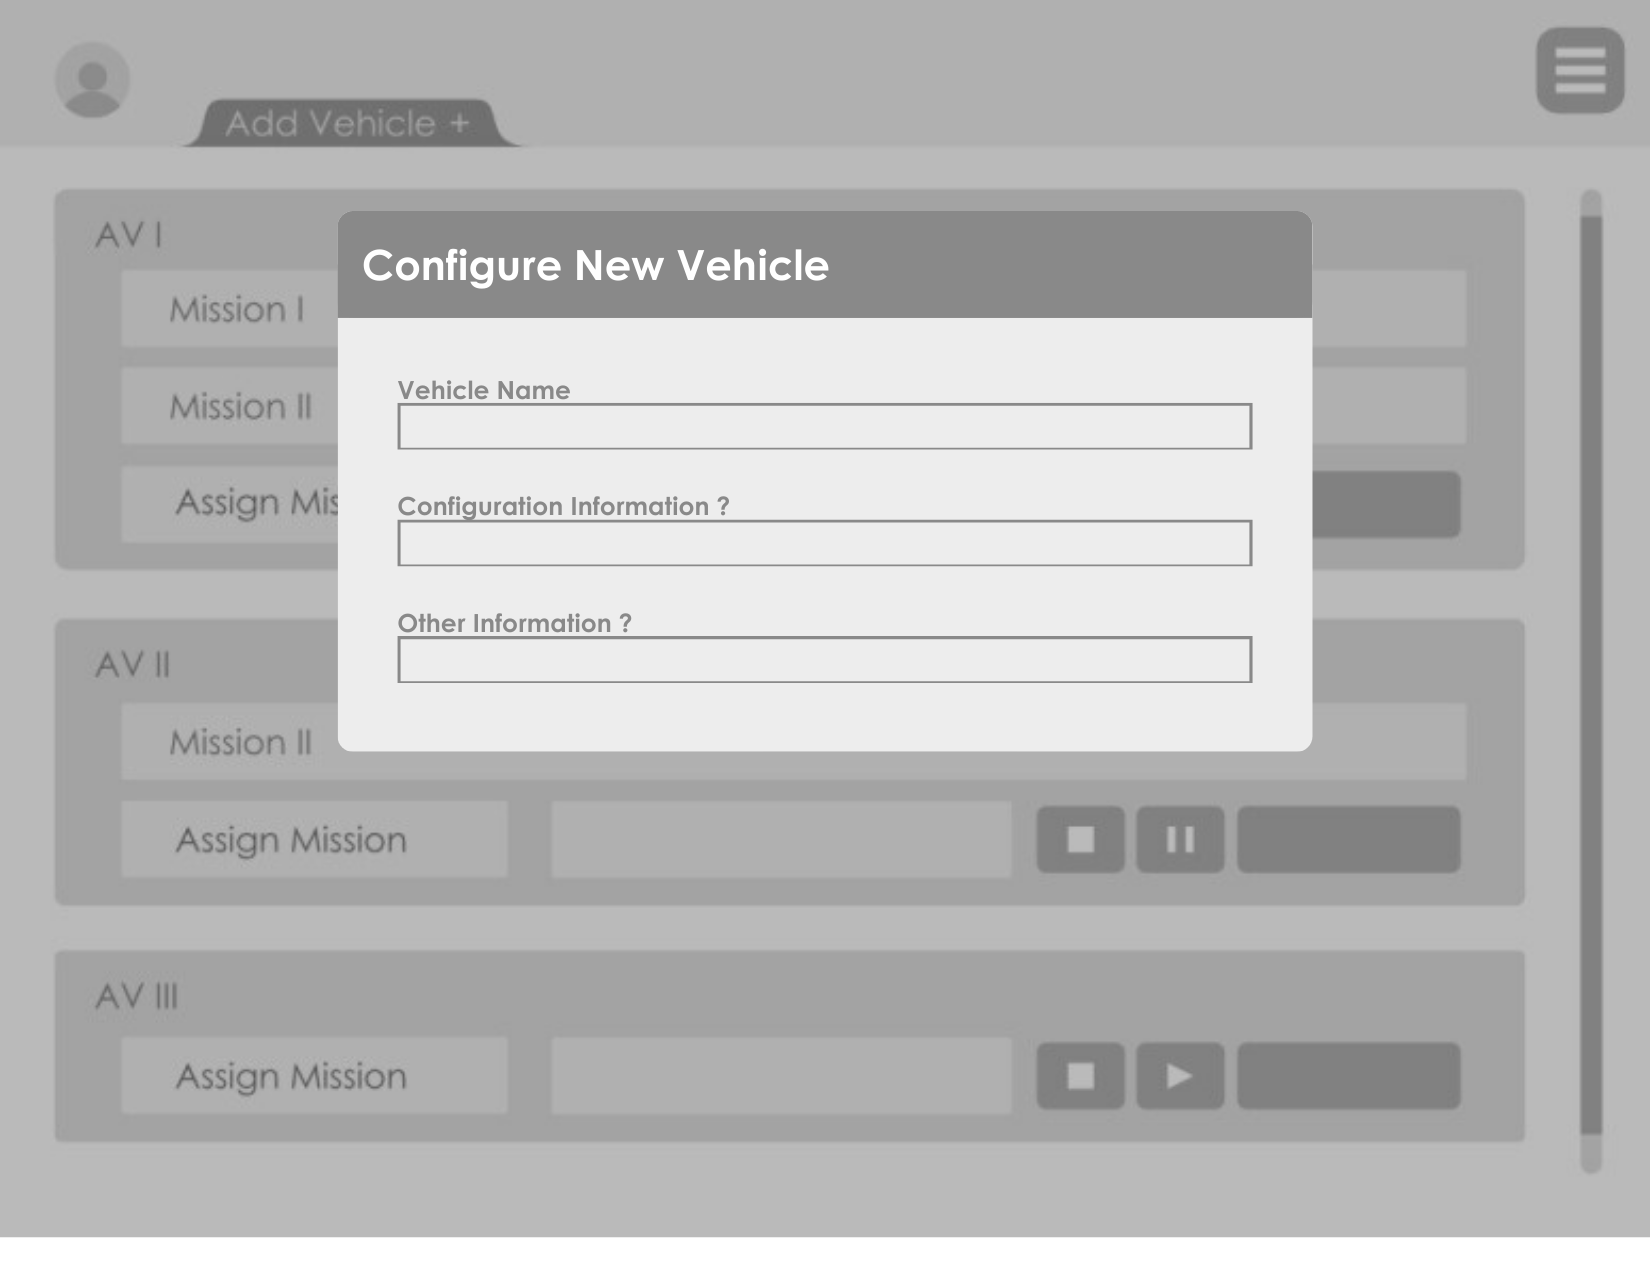 Add Vehicle +
AV I
Mission I
Mission II
Assign Mis
Configure New Vehicle
Vehicle Name
Configuration Information ?
Other Information ?
AV II
Mission II
Assign Mission
AV III
Assign Mission